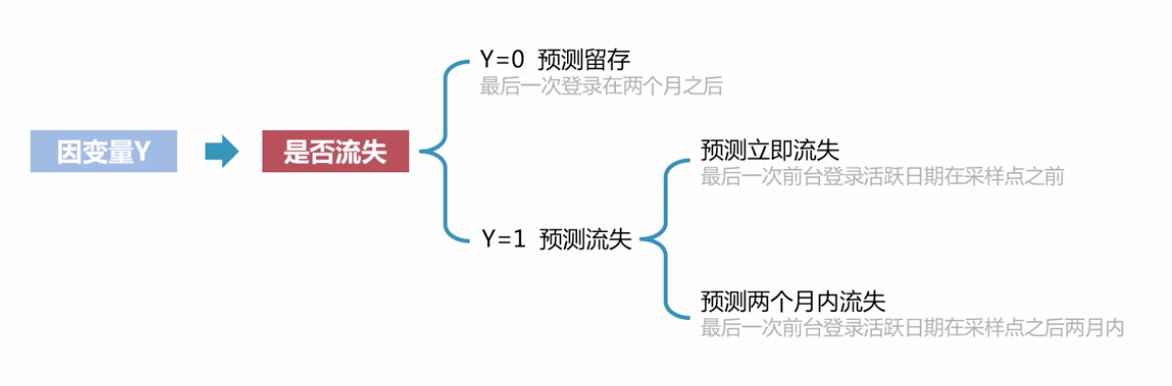 因变量Y
是否流失
Y=0 预测留存
最后一次登录在两个月之后
Y=1 预测流失
预测立即流失
最后一次前台登录活跃日期在采样点之前
预测两个月内流失
最后一次前台登录活跃日期在采样点之后两月内